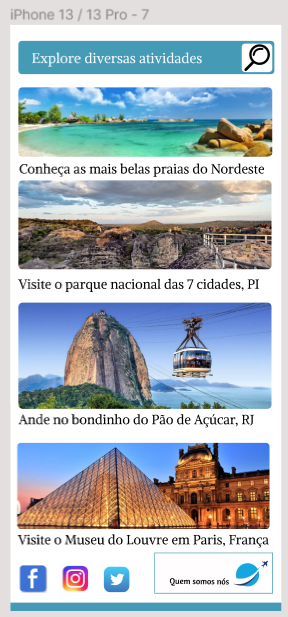 iPhone 13 / 13 Pro - 7
Explore diversas atividades
Conheça as mais belas praias do Nordeste
Visite o parque nacional das 7 cidades, PI
Ande no bondinho do Pão de Açúcar, RJ
Visite o Museu do Louvre em Paris, França
Quem somos nós